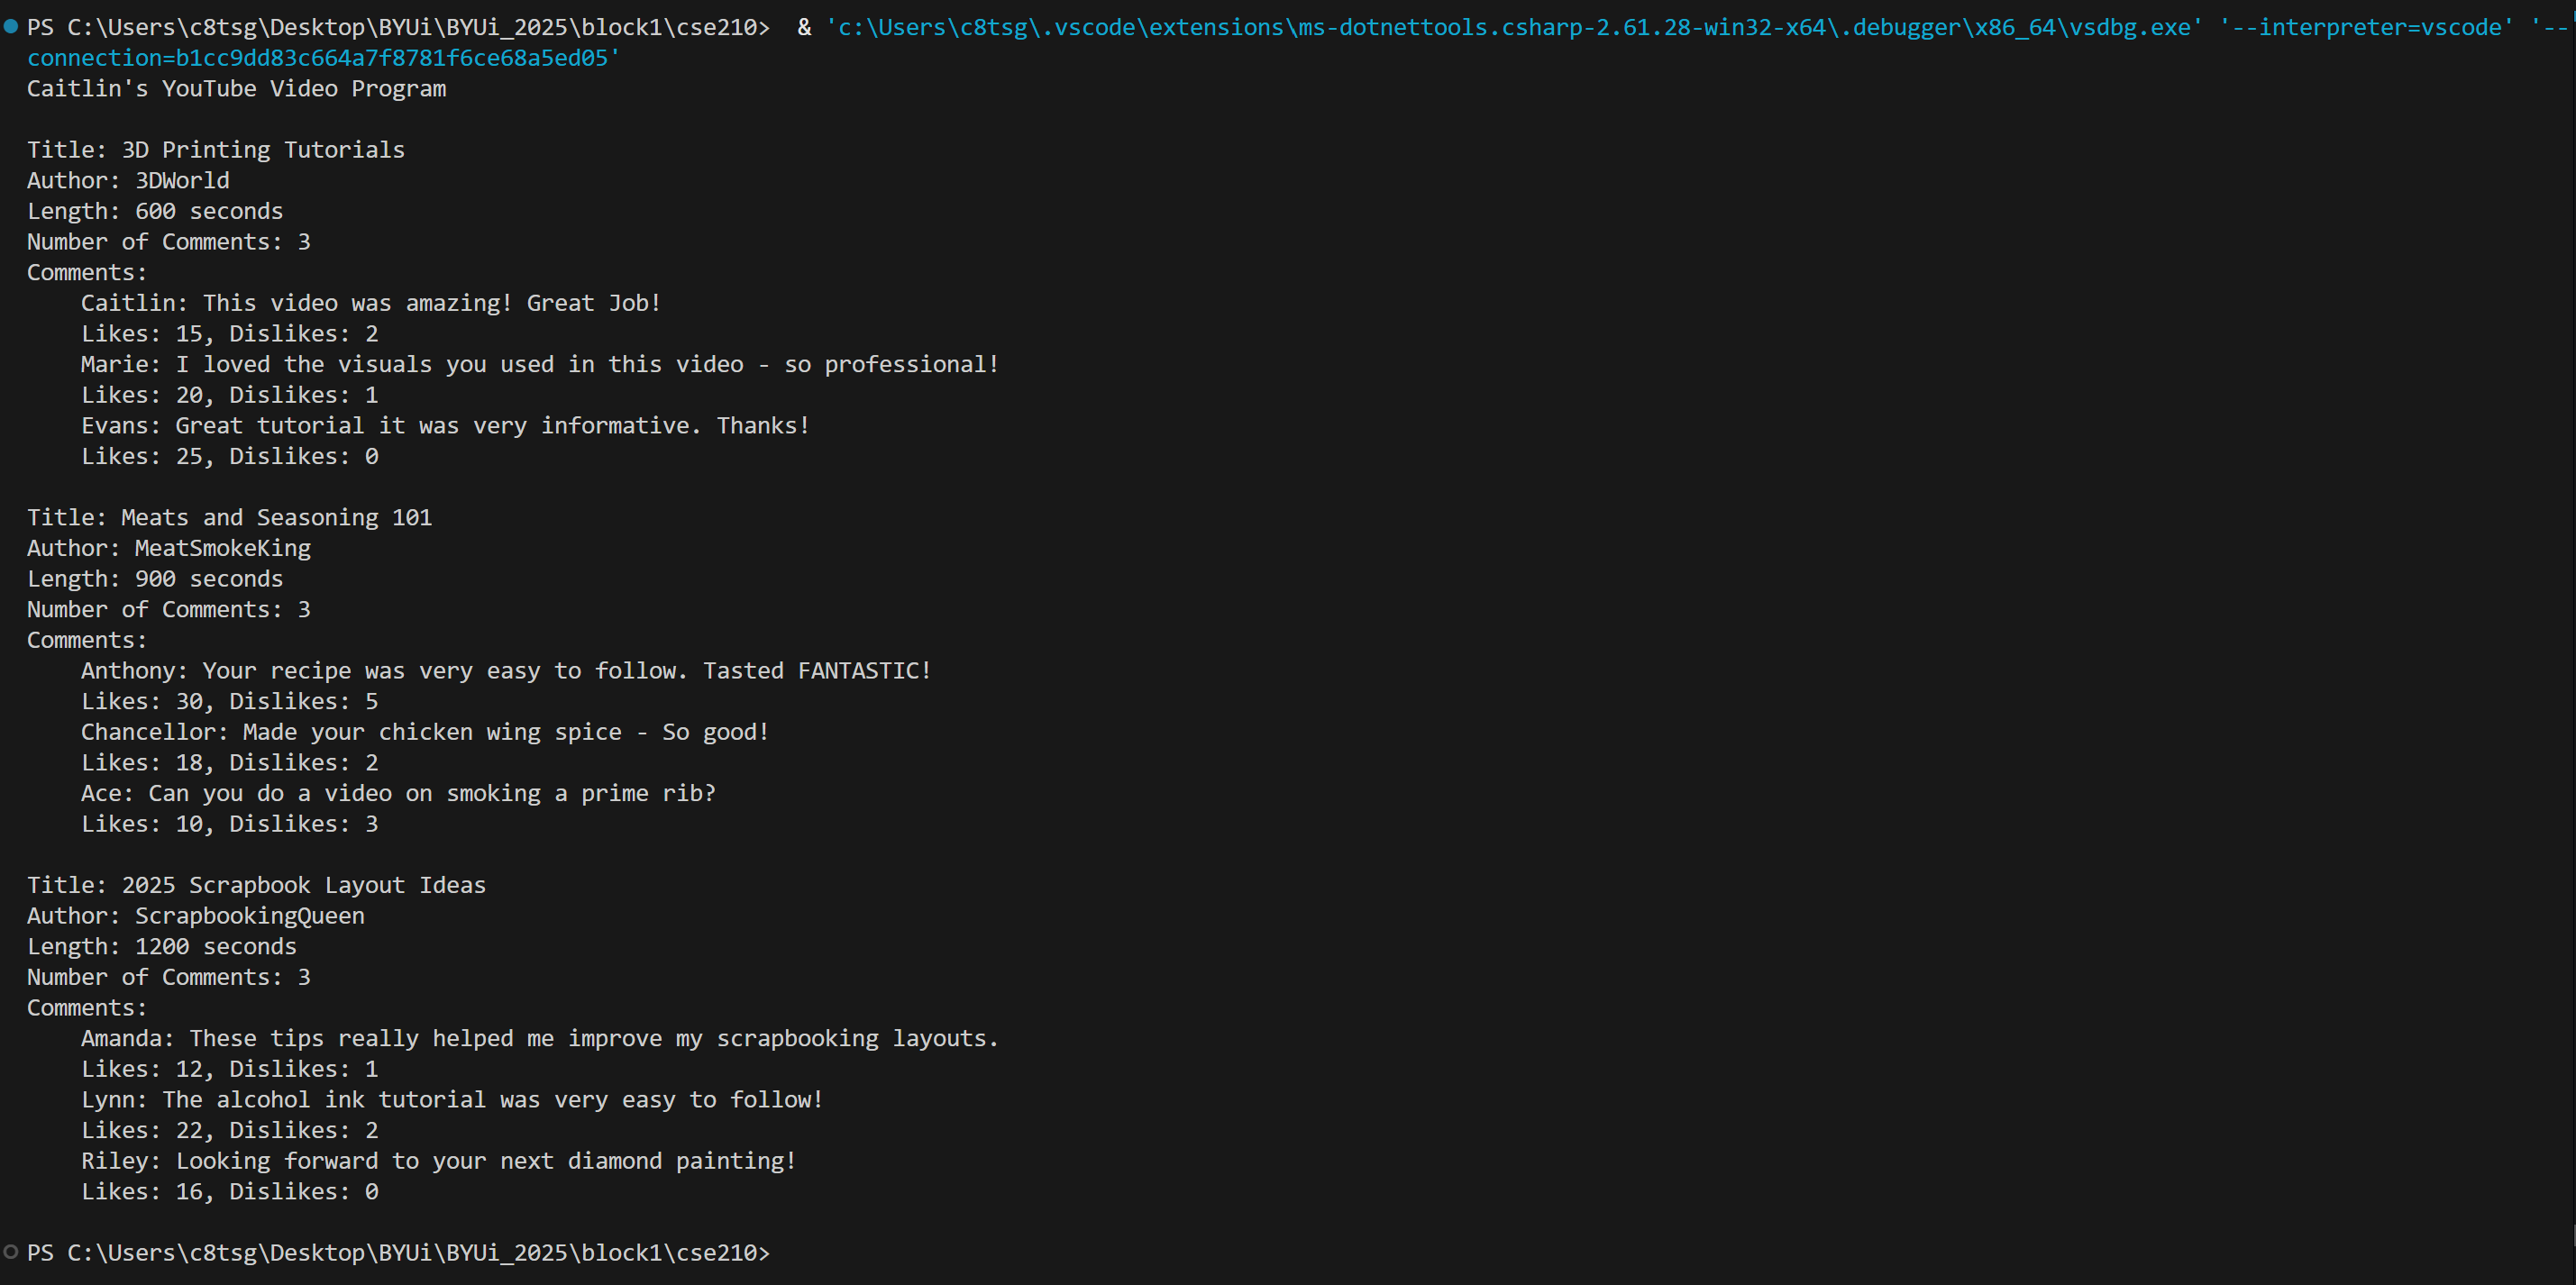 PS C:\Users\c8tsg\Desktop\BYUi\BYUi_2025\block1\cse210>  & 'c:\Users\c8tsg\.vscode\extensions\ms-dotnettools.csharp-2.61.28-win32-x64\.debugger\x86_64\vsdbg.exe' '--interpreter=vscode' '--
connection=b1cc9dd83c664a7f8781f6ce68a5ed05'
Caitlin's YouTube Video Program

Title: 3D Printing Tutorials
Author: 3DWorld
Length: 600 seconds
Number of Comments: 3
Comments:
    Caitlin: This video was amazing! Great Job!
    Likes: 15, Dislikes: 2
    Marie: I loved the visuals you used in this video - so professional!
    Likes: 20, Dislikes: 1
    Evans: Great tutorial it was very informative. Thanks!
    Likes: 25, Dislikes: 0

Title: Meats and Seasoning 101
Author: MeatSmokeKing
Length: 900 seconds
Number of Comments: 3
Comments:
    Anthony: Your recipe was very easy to follow. Tasted FANTASTIC!
    Likes: 30, Dislikes: 5
    Chancellor: Made your chicken wing spice - So good!
    Likes: 18, Dislikes: 2
    Ace: Can you do a video on smoking a prime rib?
    Likes: 10, Dislikes: 3

Title: 2025 Scrapbook Layout Ideas
Author: ScrapbookingQueen
Length: 1200 seconds
Number of Comments: 3
Comments:
    Amanda: These tips really helped me improve my scrapbooking layouts.
    Likes: 12, Dislikes: 1
    Lynn: The alcohol ink tutorial was very easy to follow!
    Likes: 22, Dislikes: 2
    Riley: Looking forward to your next diamond painting!
    Likes: 16, Dislikes: 0

PS C:\Users\c8tsg\Desktop\BYUi\BYUi_2025\block1\cse210>